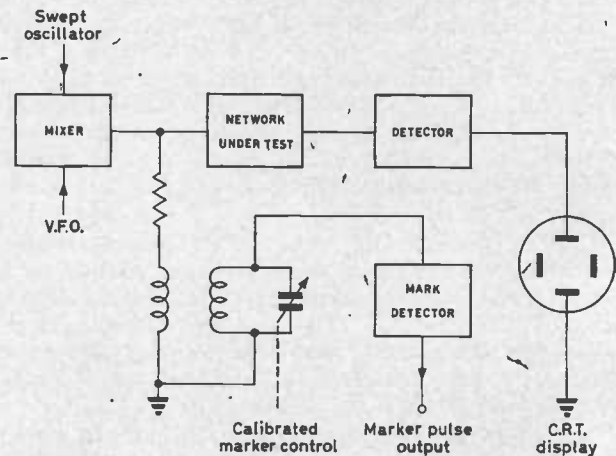 Swept
oscillator
MIXER
NETWORK
UNDER TEST
DETECTOR
V.F.O.
MARK
DETECTOR
Calibrated
marker control
Marker pulse
output
C.R.T.
display